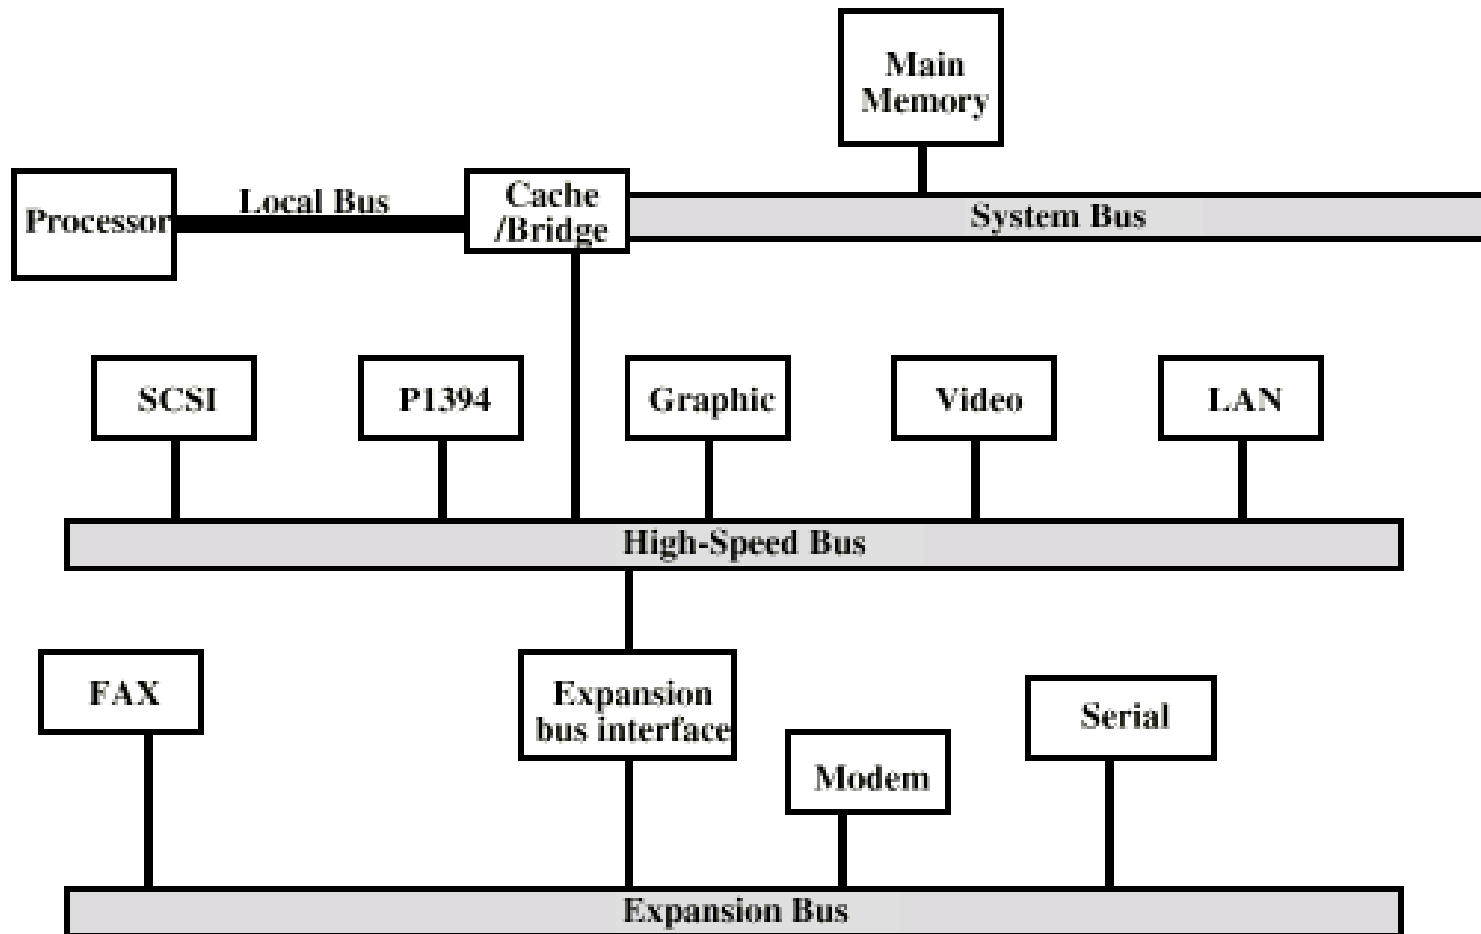 Main
Memory
Processor
Local Bus
Cache
/Bridge
System Bus
SCSI
P1394
Graphic
Video
LAN
High-Speed Bus
FAX
Expansion
bus interface
Modem
Serial
Expansion Bus